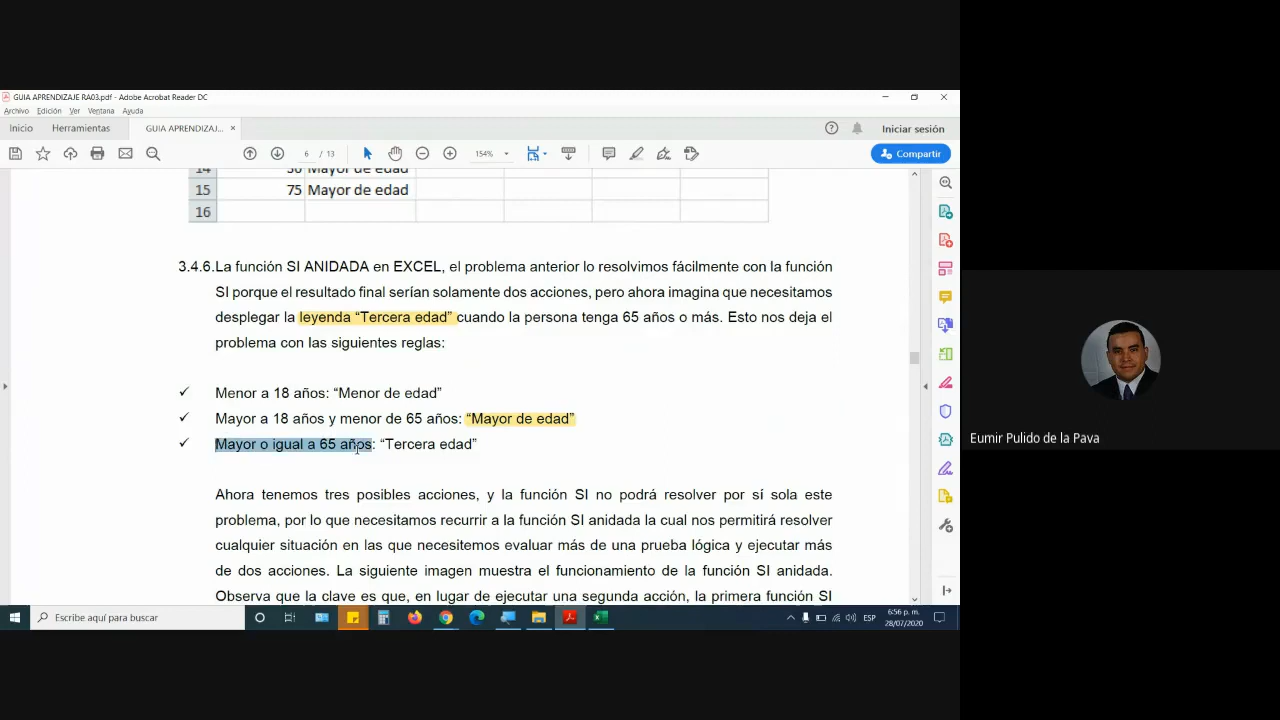 GUIA APRENDIZAJE RA03.pdf - Adobe Acrobat Reader DC
Archivo Edición Ver Ventana Ayuda
Inicio Herramientas GUIA APRENDIZAJ... × Iniciar sesión
6 / 13 154% Compartir
14 Mayor de edad
15 75 Mayor de edad
16
3.4.6.La función SI ANIDADA en EXCEL, el problema anterior lo resolvimos fácilmente con la función
SI porque el resultado final serían solamente dos acciones, pero ahora imagina que necesitamos
desplegar la leyenda “Tercera edad” cuando la persona tenga 65 años o más. Esto nos deja el
problema con las siguientes reglas:
✓ Menor a 18 años: “Menor de edad”
✓ Mayor a 18 años y menor de 65 años: “Mayor de edad”
✓ Mayor o igual a 65 años: “Tercera edad”
Ahora tenemos tres posibles acciones, y la función SI no podrá resolver por sí sola este
problema, por lo que necesitamos recurrir a la función SI anidada la cual nos permitirá resolver
cualquier situación en las que necesitemos evaluar más de una prueba lógica y ejecutar más
de dos acciones. La siguiente imagen muestra el funcionamiento de la función SI anidada.
Observa que la clave es que, en lugar de ejecutar una segunda acción, la primera función SI
Eumir Pulido de la Pava
Escribe aquí para buscar ESP 6:56 p. m.
28/07/2020